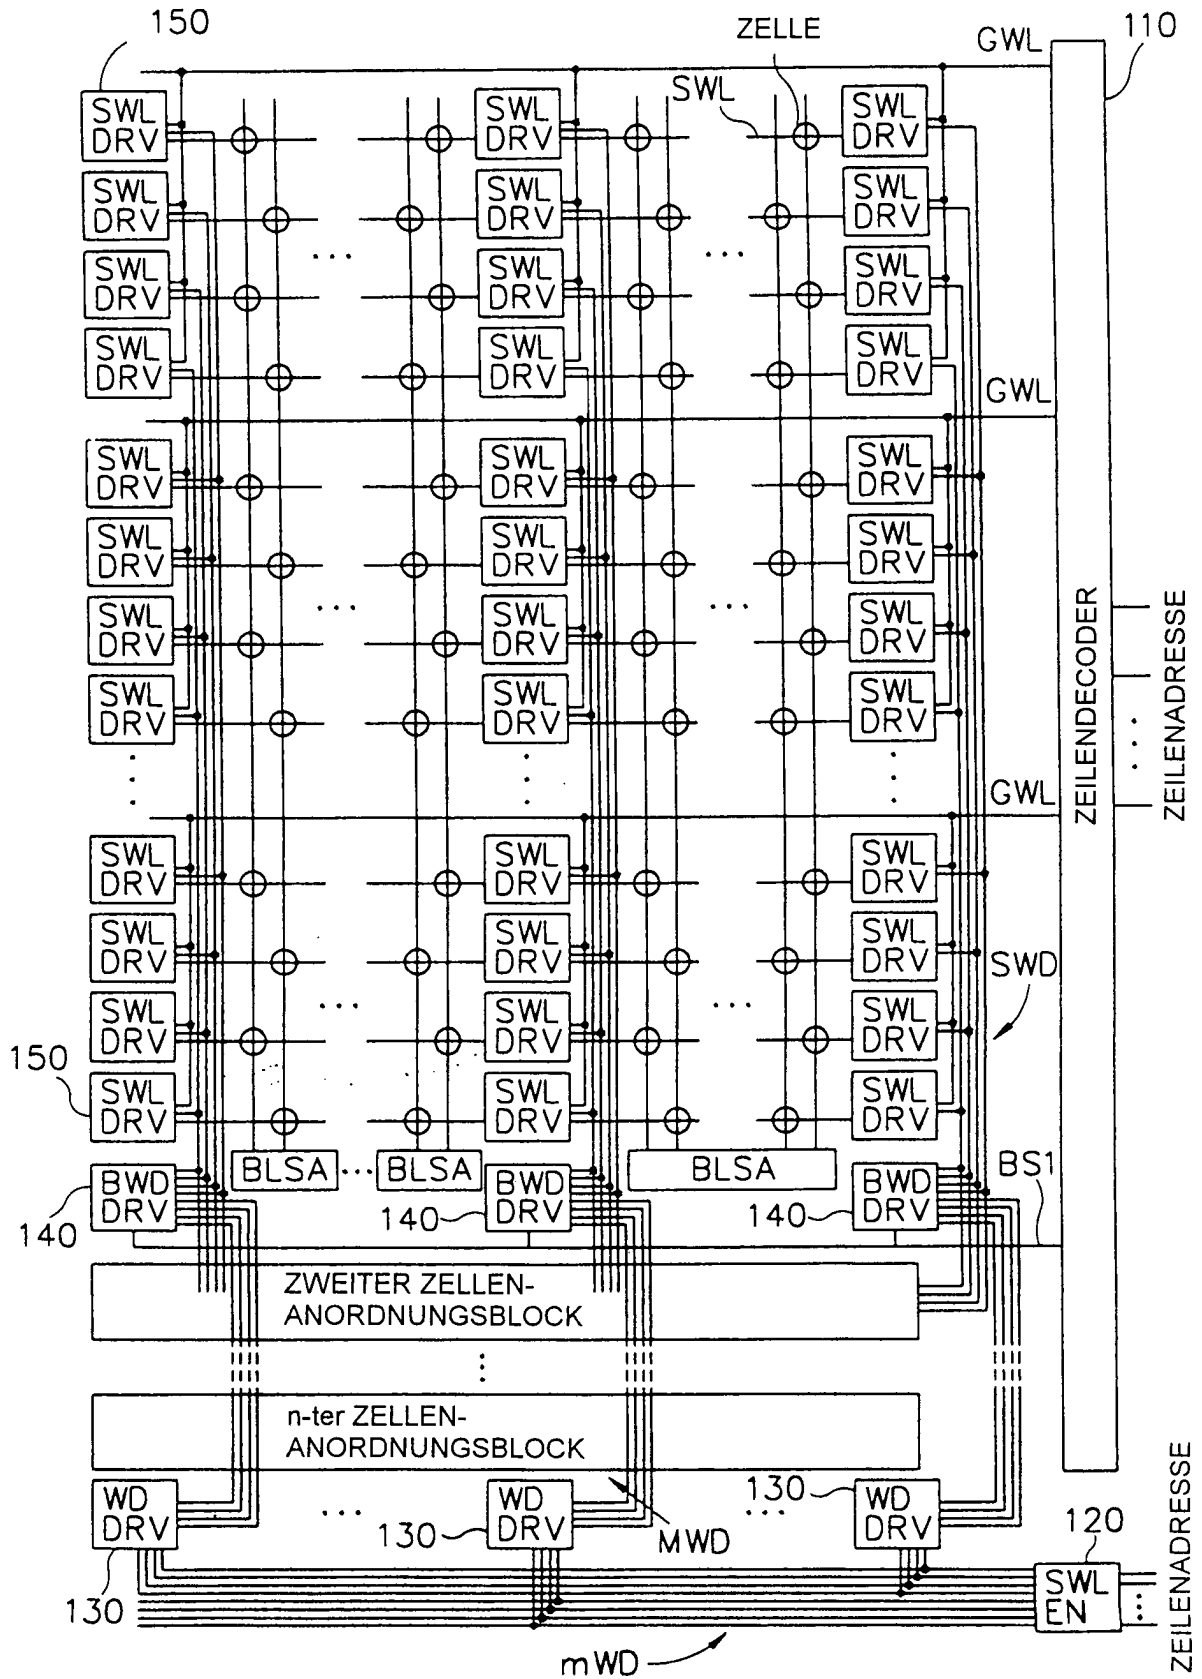 150
ZELLE
GWL
110
SWL
SWL DRV
SWL DRV
SWL DRV
SWL DRV
SWL DRV
SWL DRV
...
...
SWL DRV
SWL DRV
SWL DRV
SWL DRV
SWL DRV
SWL DRV
GWL
SWL DRV
SWL DRV
SWL DRV
SWL DRV
SWL DRV
SWL DRV
...
...
SWL DRV
SWL DRV
SWL DRV
SWL DRV
SWL DRV
SWL DRV
ZEILENDECODER
ZEILENADRESSE
GWL
SWL DRV
SWL DRV
SWL DRV
SWL DRV
SWL DRV
SWL DRV
SWD
...
...
150
SWL DRV
SWL DRV
SWL DRV
SWL DRV
SWL DRV
SWL DRV
BLSA
...
BLSA
BLSA
BS1
140
BWD DRV
140
BWD DRV
140
BWD DRV
ZWEITER ZELLEN-
ANORDNUNGSBLOCK
n-ter ZELLEN-
ANORDNUNGSBLOCK
WD DRV
...
130
WD DRV
MWD
...
130
WD DRV
130
120
SWL
EN
ZEILENADRESSE
mWD